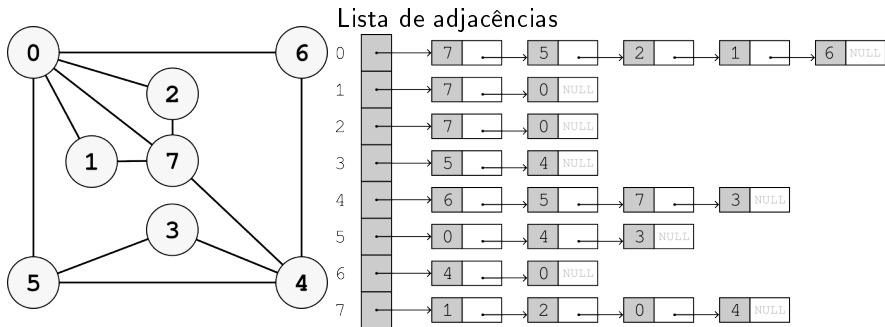 Lista de adjacências
0 6
2
1 7
3
5 4
0 7 5 2 1 6 NULL
1 7 0 NULL
2 7 0 NULL
3 5 4 NULL
4 6 5 7 3 NULL
5 0 4 3 NULL
6 4 0 NULL
7 1 2 0 4 NULL